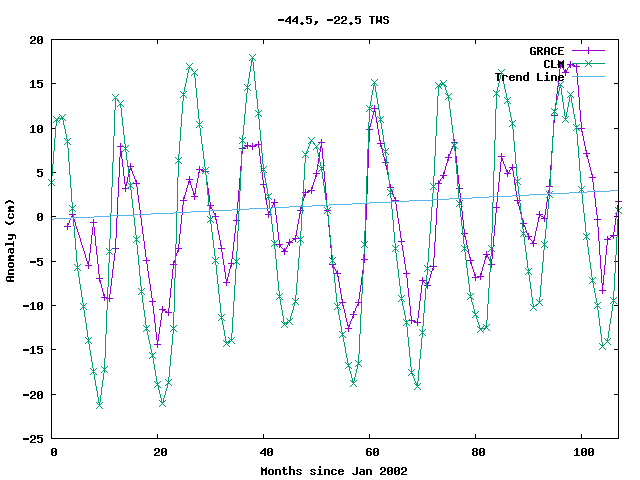 -44.5, -22.5 TWS
GRACE
CLM
Trend Line
20
15
10
5
0
-5
-10
-15
-20
-25
Anomaly (cm)
0 20 40 60 80 100
Months since Jan 2002